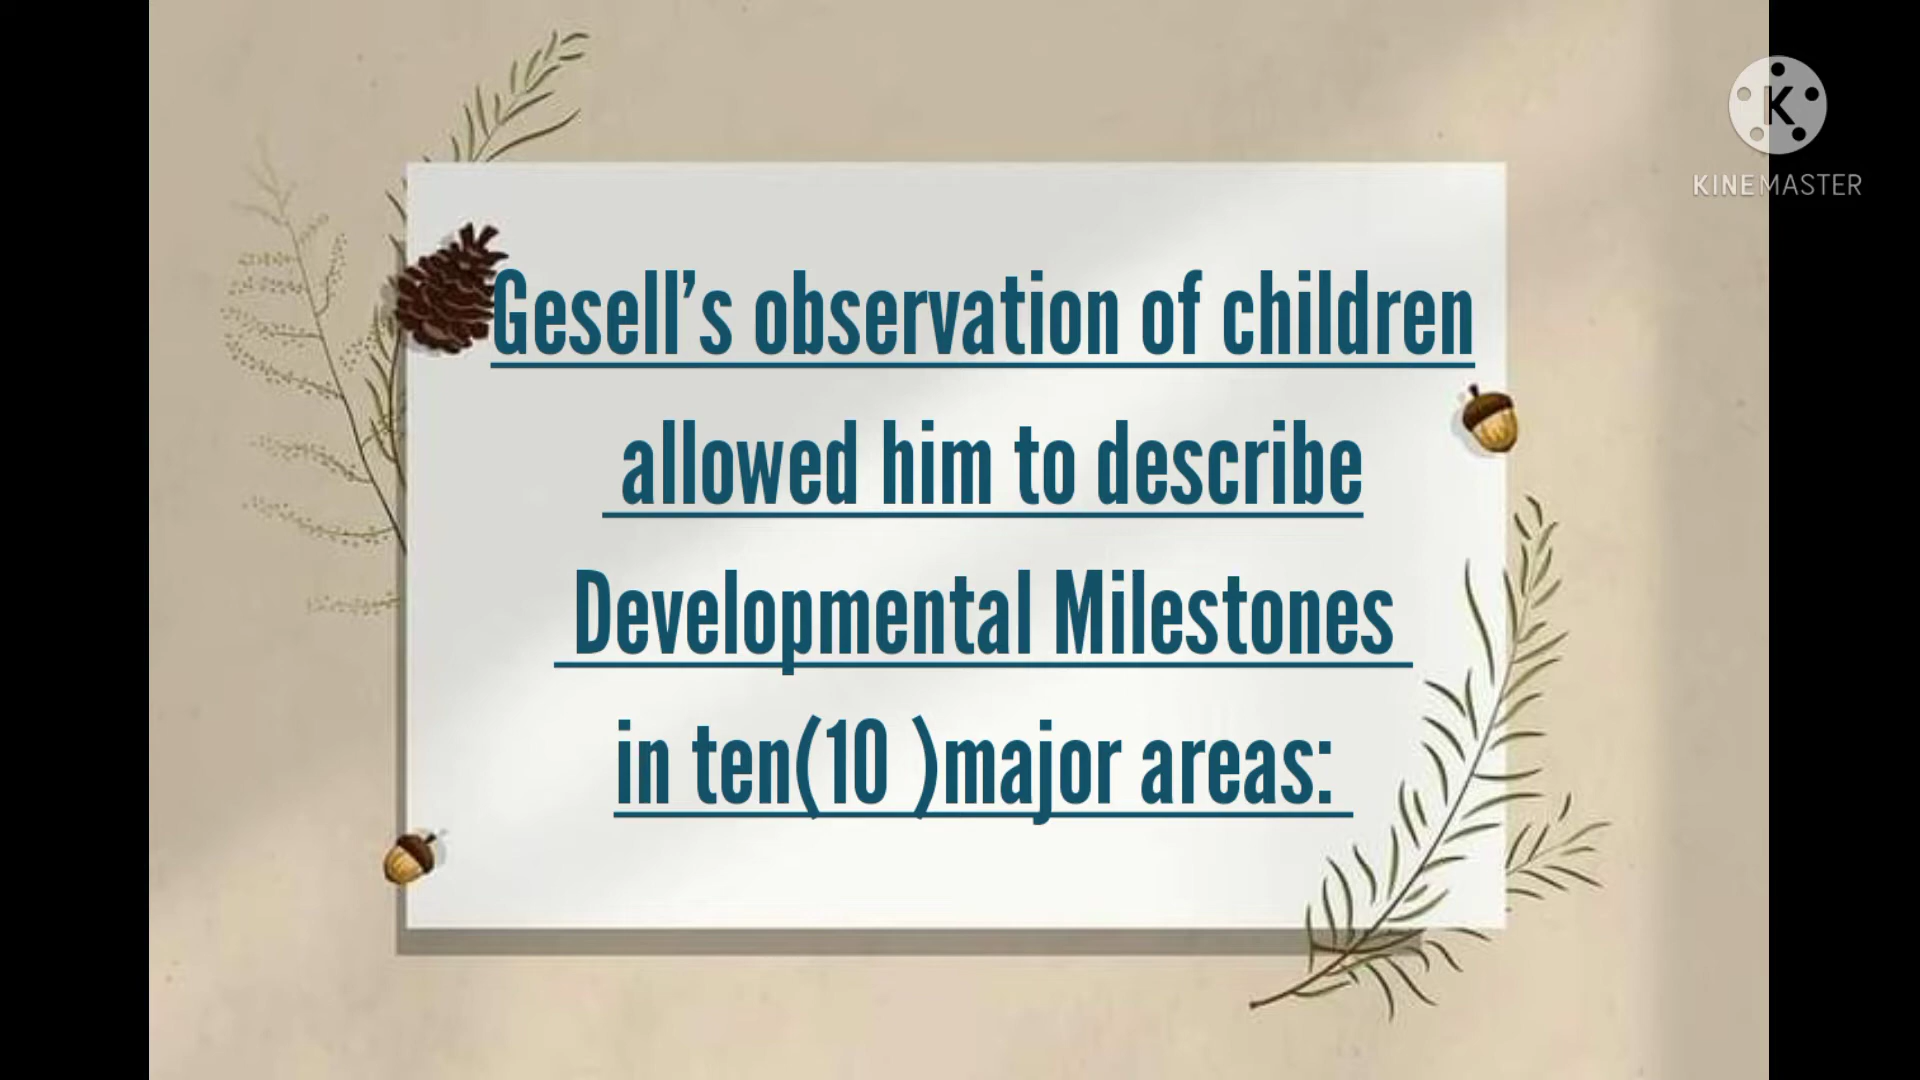 Gesell’s observation of children
allowed him to describe
Developmental Milestones
in ten(10 )major areas:
K
KINEMASTER